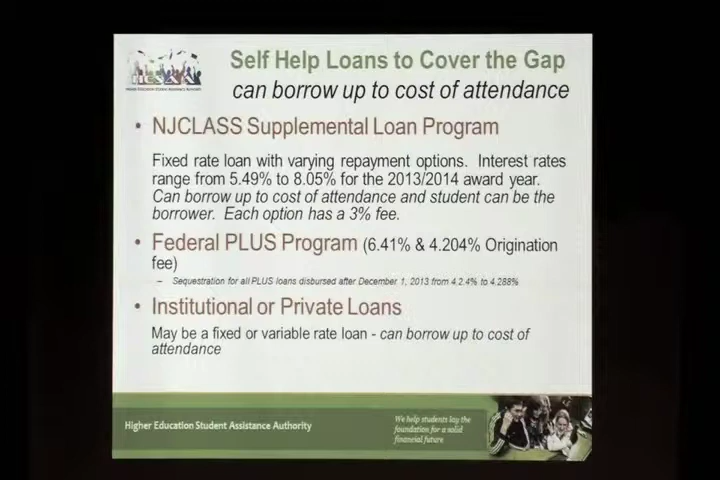 HESAA
Higher Education Student Assistance Authority
Self Help Loans to Cover the Gap
can borrow up to cost of attendance
• NJCLASS Supplemental Loan Program
Fixed rate loan with varying repayment options. Interest rates
range from 5.49% to 8.05% for the 2013/2014 award year.
Can borrow up to cost of attendance and student can be the
borrower. Each option has a 3% fee.
• Federal PLUS Program (6.41% & 4.204% Origination
fee)
– Sequestration for all PLUS loans disbursed after December 1, 2013 from 4.2.4% to 4.288%
• Institutional or Private Loans
May be a fixed or variable rate loan - can borrow up to cost of
attendance
Higher Education Student Assistance Authority
We help students lay the
foundation for a solid
financial future